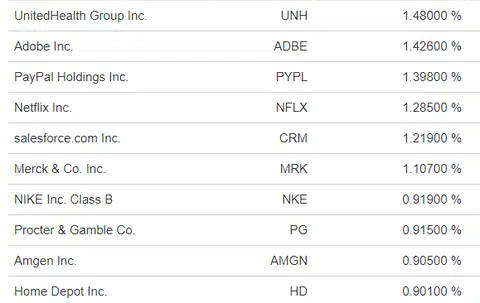 UnitedHealth Group Inc. UNH 1.48000 %
Adobe Inc. ADBE 1.42600 %
PayPal Holdings Inc. PYPL 1.39800 %
Netflix Inc. NFLX 1.28500 %
salesforce.com Inc. CRM 1.21900 %
Merck & Co. Inc. MRK 1.10700 %
NIKE Inc. Class B NKE 0.91900 %
Procter & Gamble Co. PG 0.91500 %
Amgen Inc. AMGN 0.90500 %
Home Depot Inc. HD 0.90100 %